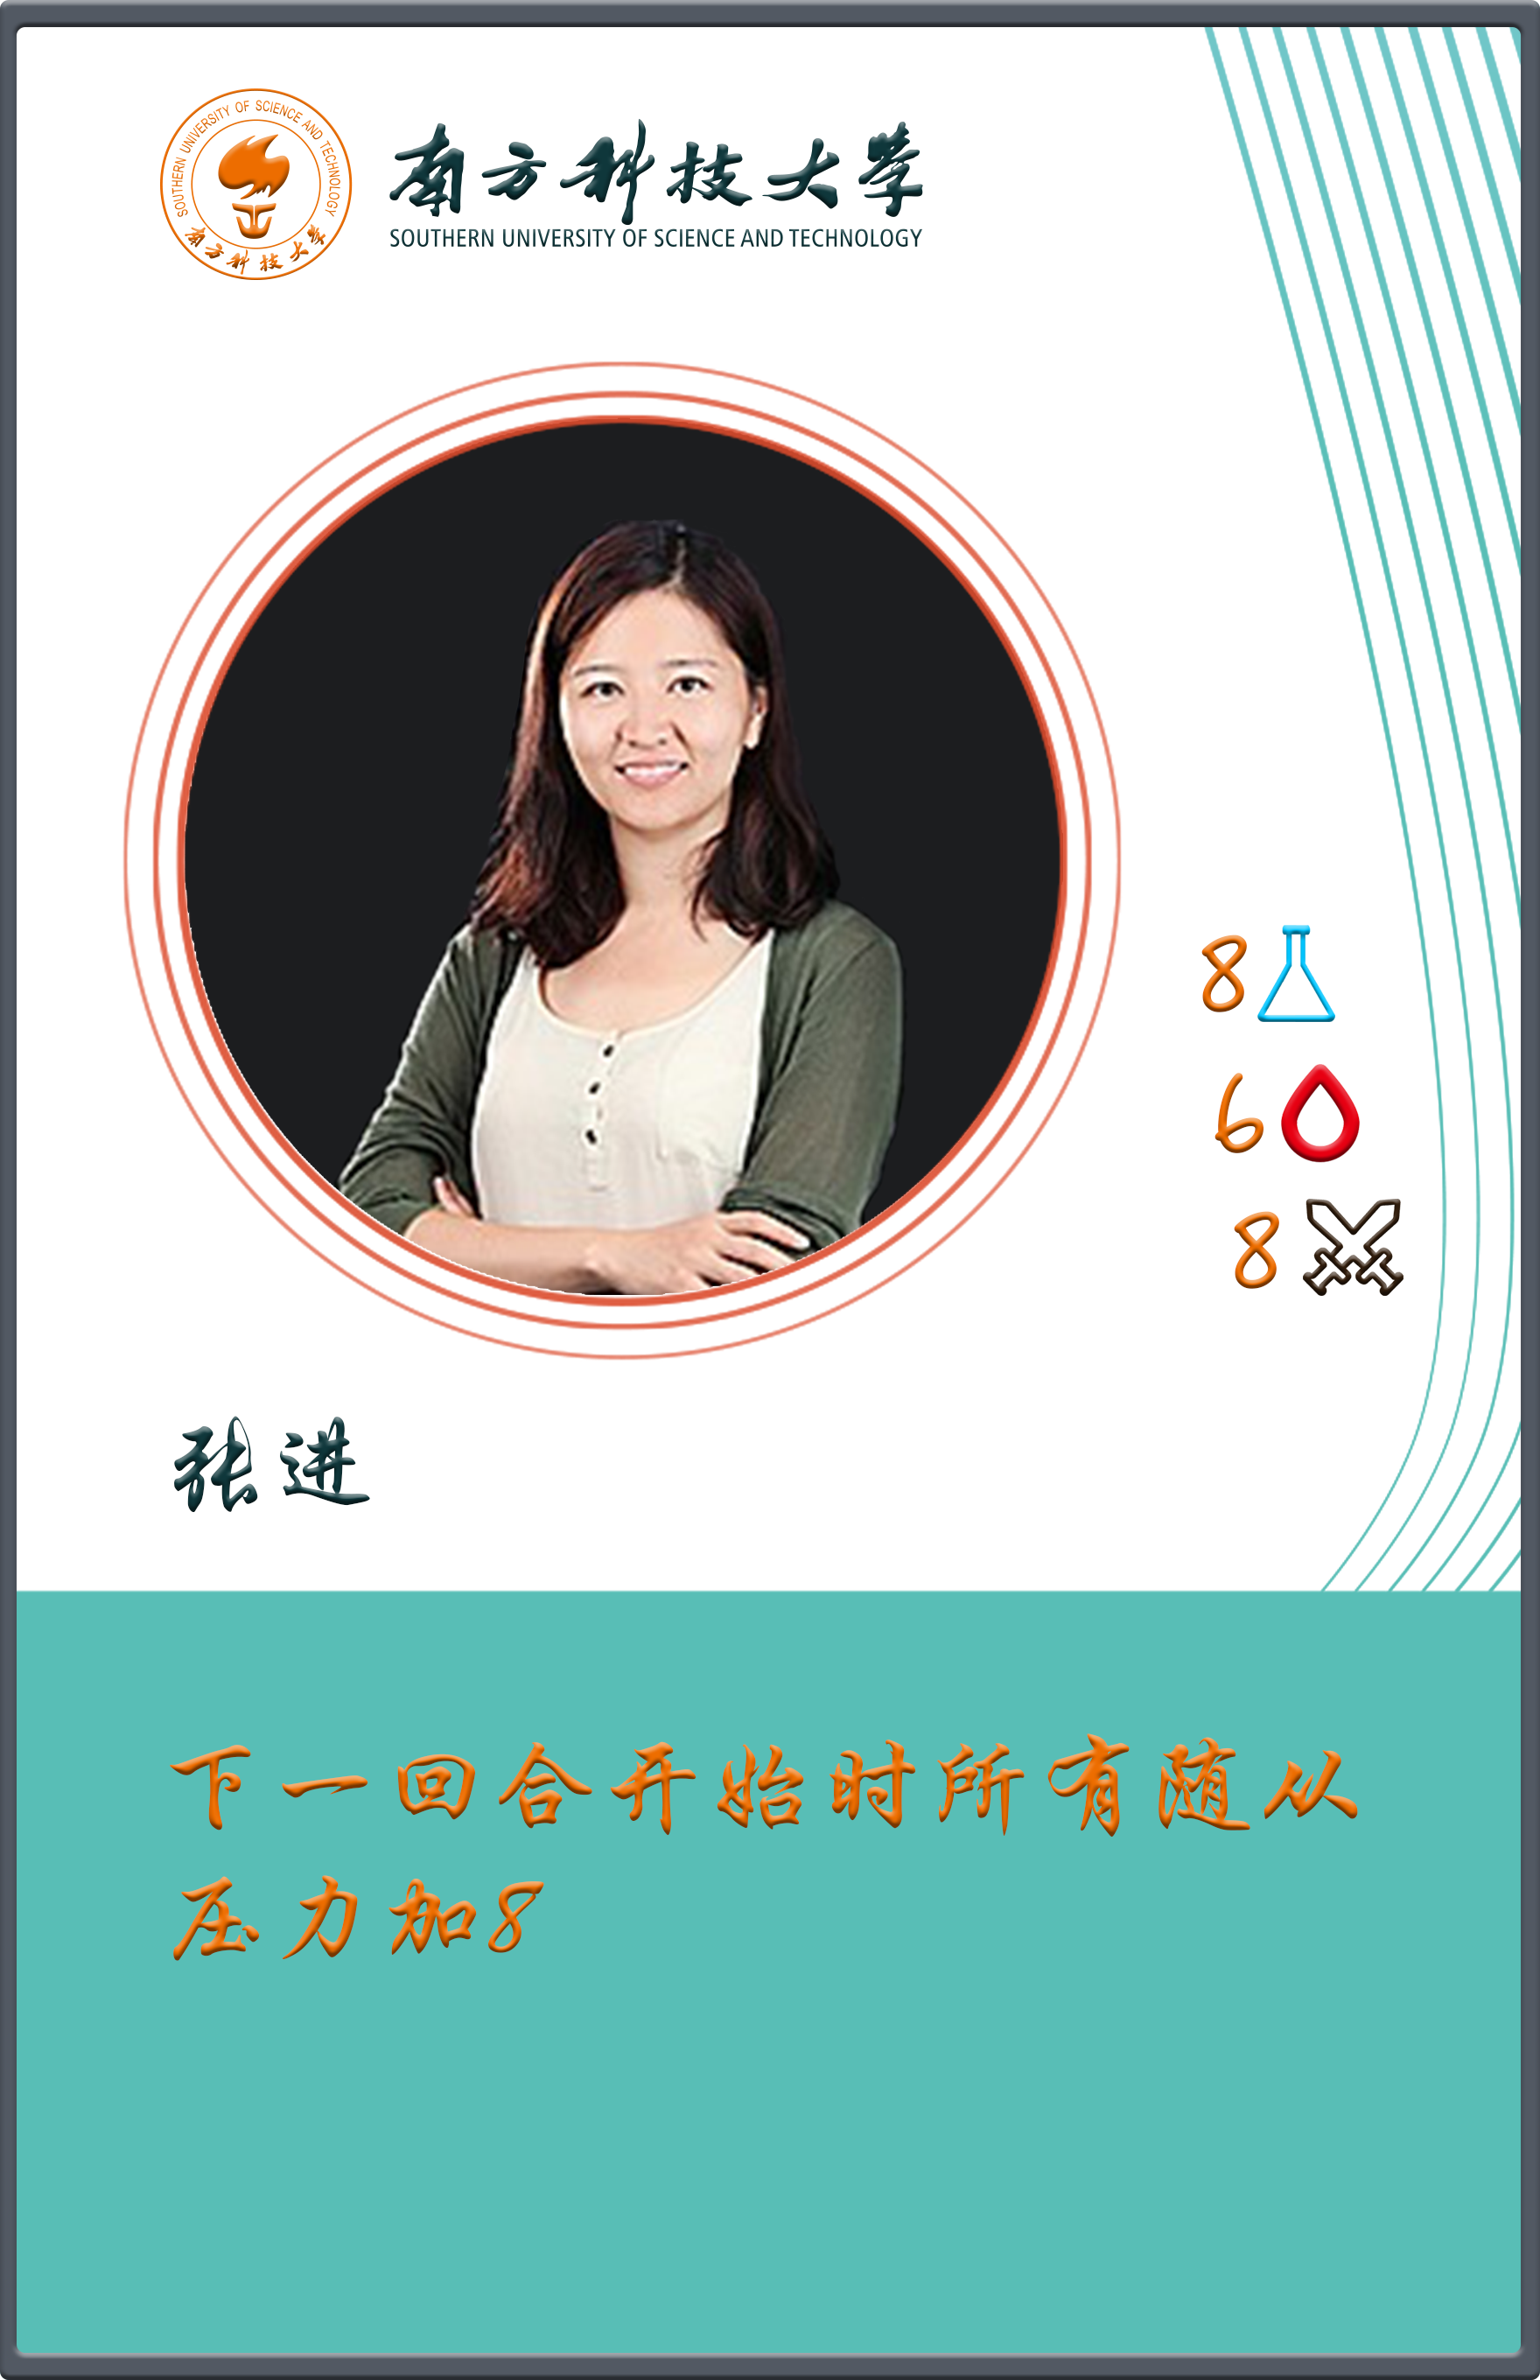 SOUTHERN UNIVERSITY OF SCIENCE AND TECHNOLOGY
南方科技大学
南方科技大学
SOUTHERN UNIVERSITY OF SCIENCE AND TECHNOLOGY
8
6
8
张进
下一回合开始时所有随从
压力加8